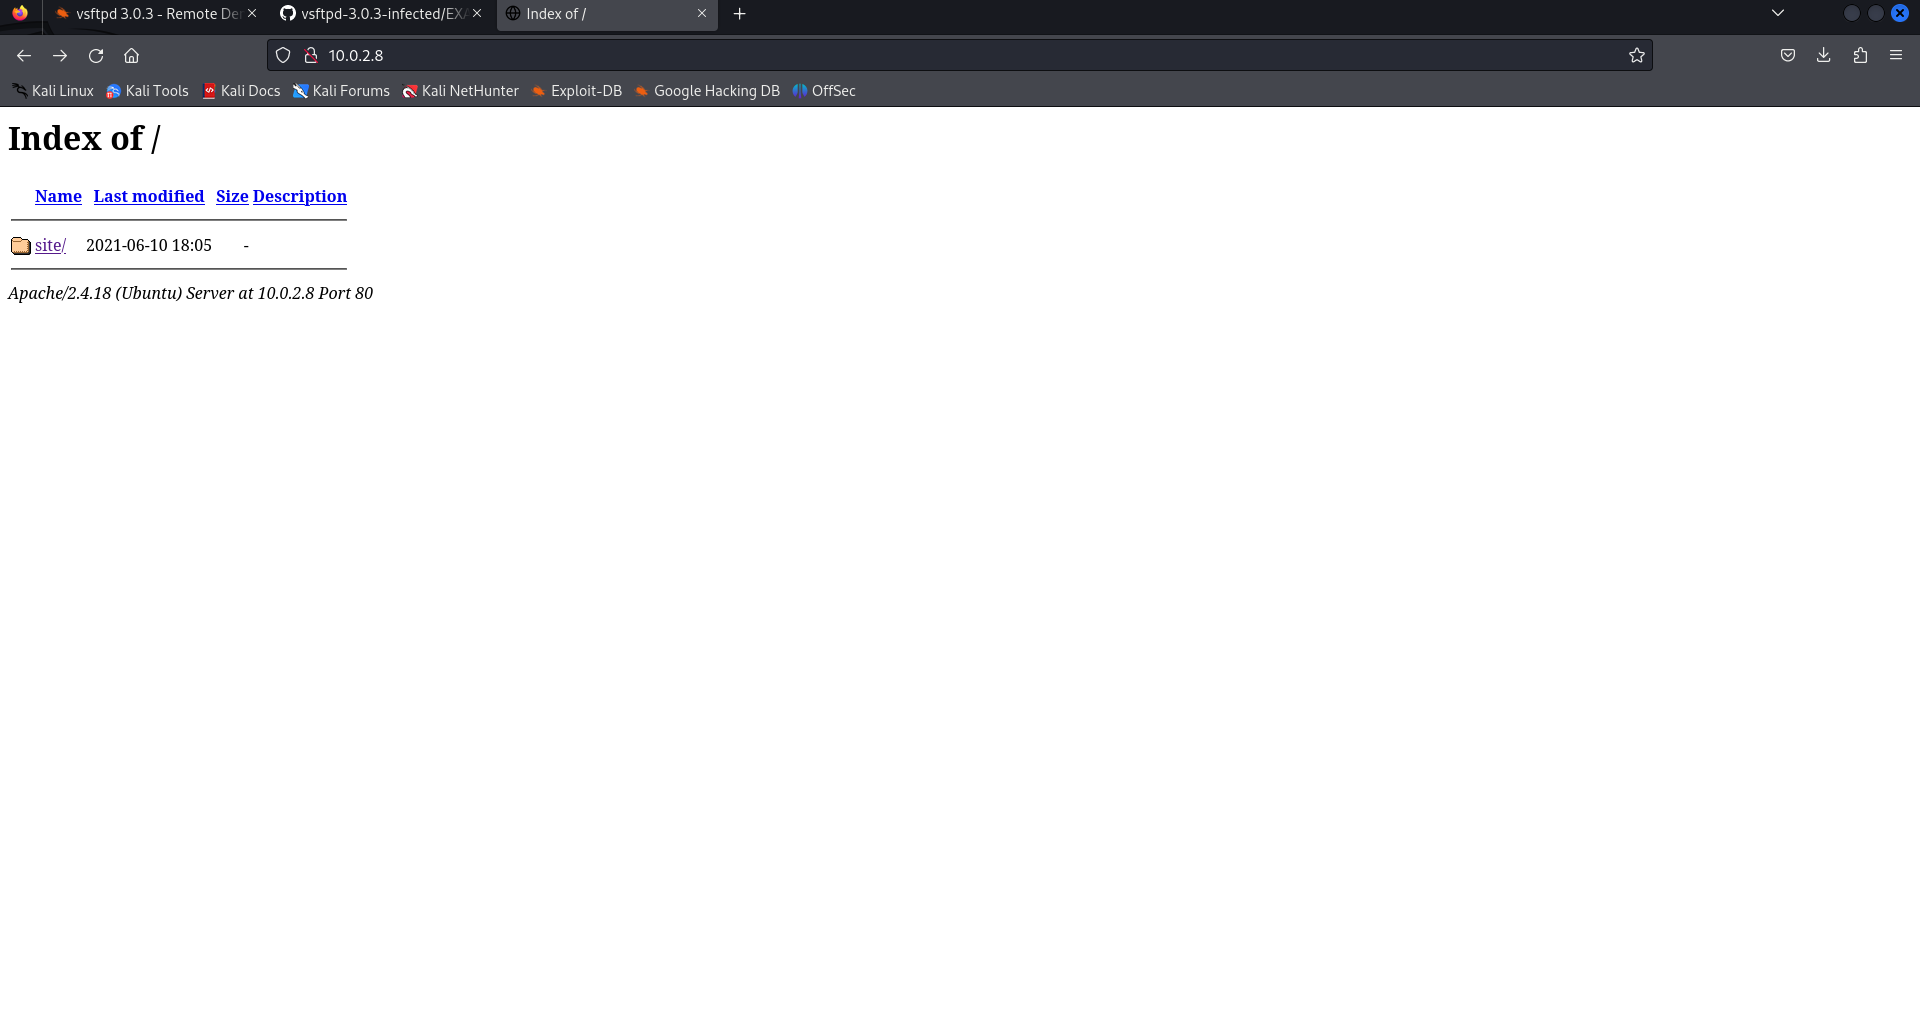 vsftpd 3.0.3 - Remote De
vsftpd-3.0.3-infected/EXA
Index of /
10.0.2.8
Kali Linux Kali Tools Kali Docs Kali Forums Kali NetHunter Exploit-DB Google Hacking DB OffSec
Index of /
Name Last modified Size Description
site/ 2021-06-10 18:05 -
Apache/2.4.18 (Ubuntu) Server at 10.0.2.8 Port 80